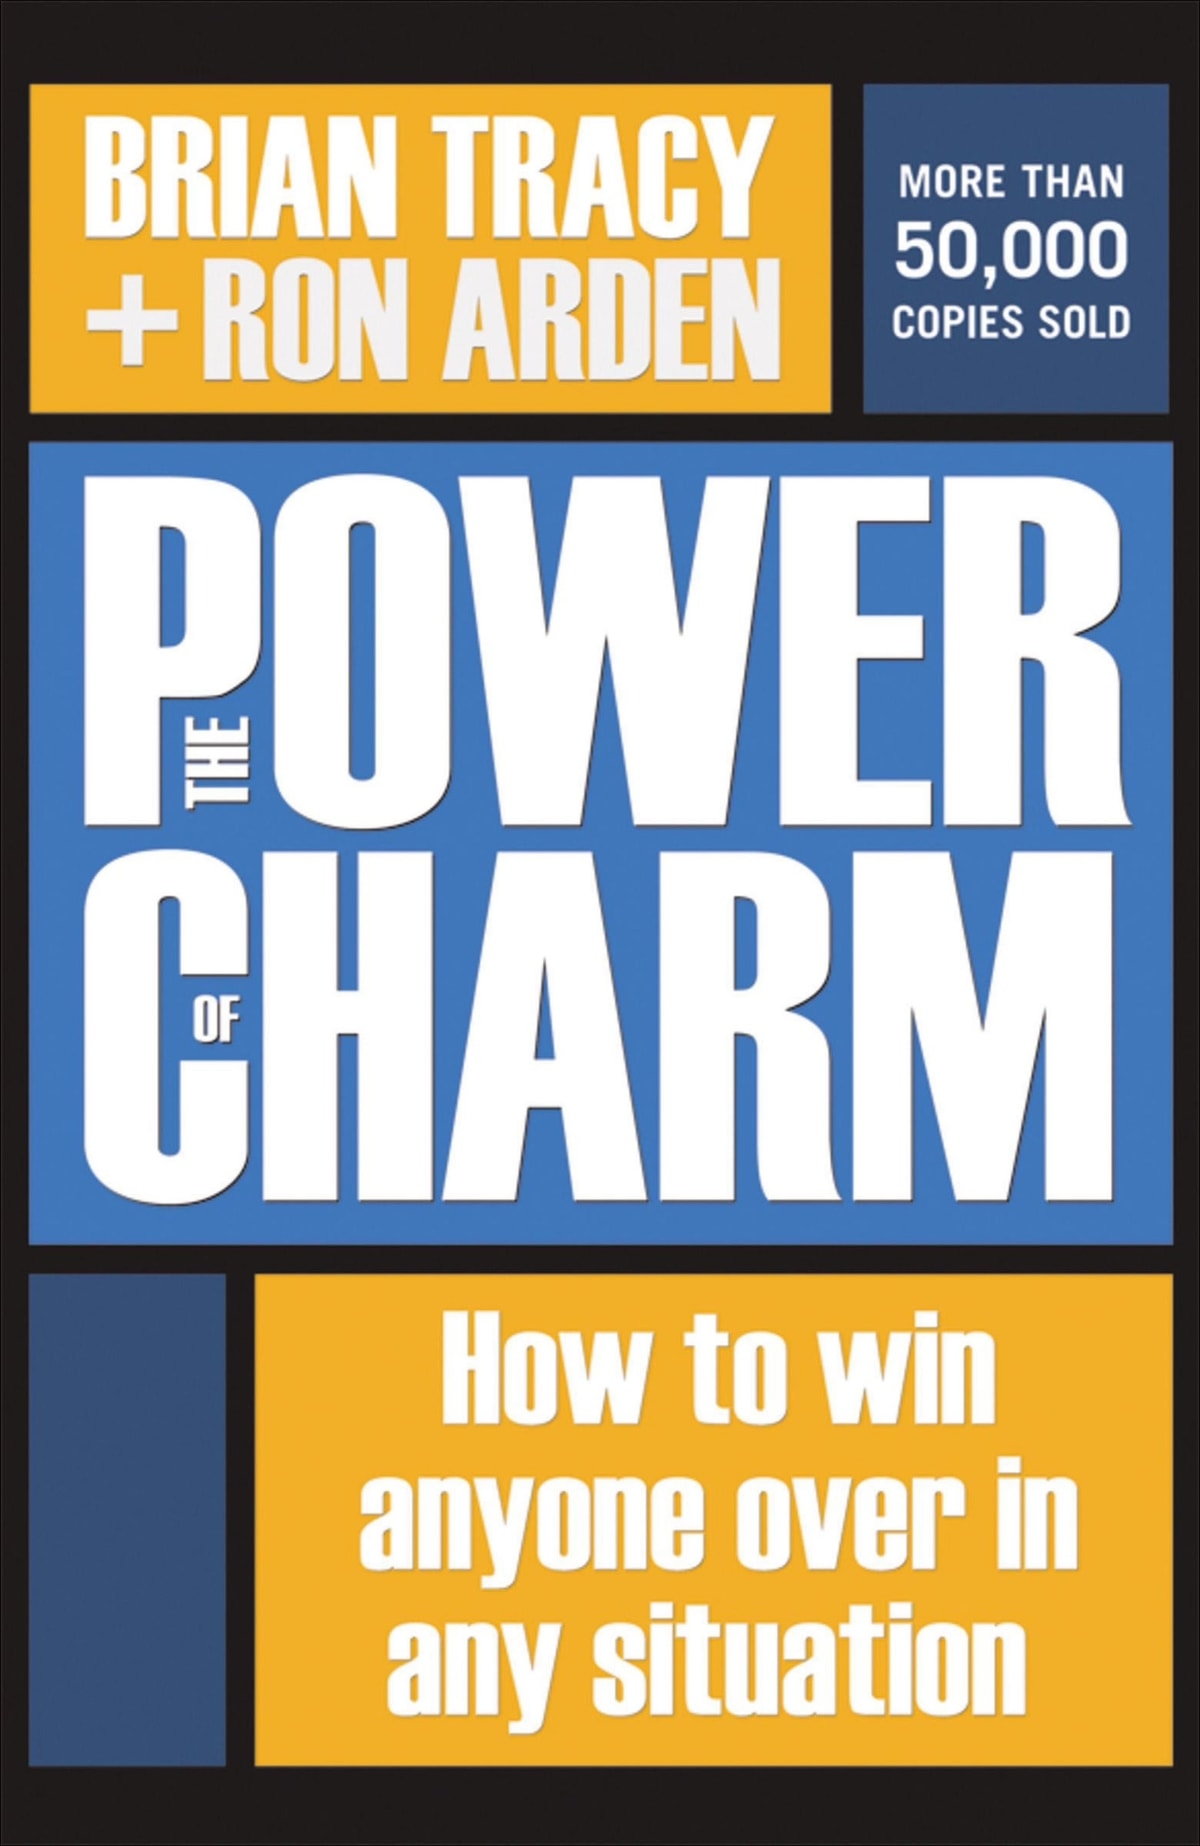 BRIAN TRACY
+ RON ARDEN
MORE THAN
50,000
COPIES SOLD
THE
POWER
OF
CHARM
How to win
anyone over in
any situation